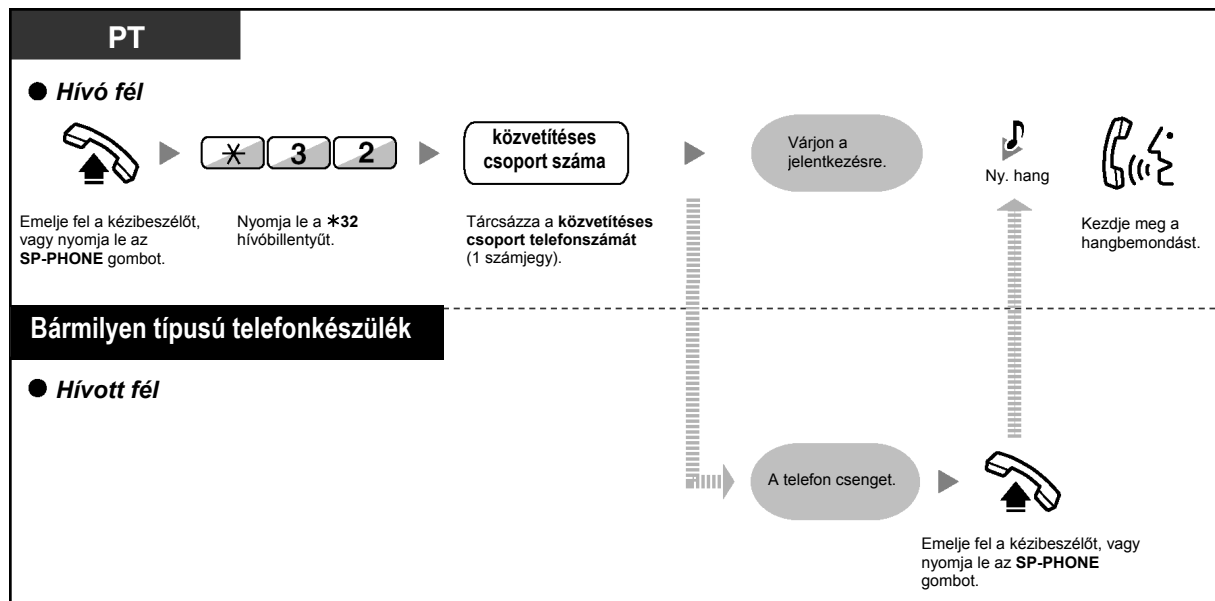 PT
● Hívó fél
✳ 3 2
közvetítéses
csoport száma
Várjon a
jelentkezésre.
Ny. hang
Emelje fel a kézibeszélőt,
vagy nyomja le az
SP-PHONE gombot.
Nyomja le a ✳32
hívóbillentyűt.
Tárcsázza a közvetítéses
csoport telefonszámát
(1 számjegy).
Kezdje meg a
hangbemondást.
Bármilyen típusú telefonkészülék
● Hívott fél
A telefon csenget.
Emelje fel a kézibeszélőt, vagy
nyomja le az SP-PHONE
gombot.